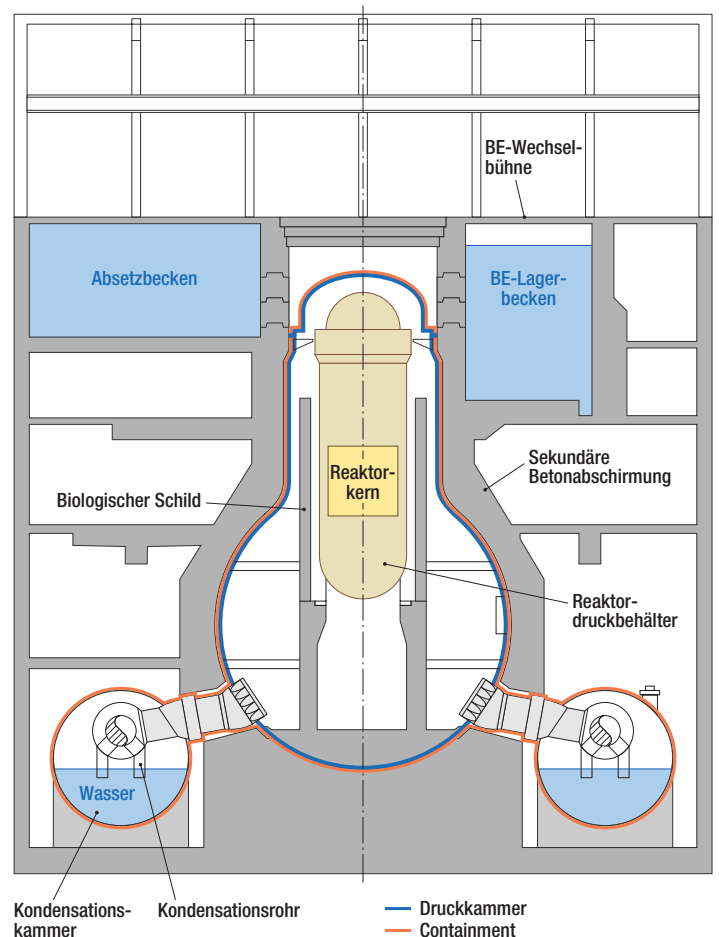 BE-Wechsel-
bühne
Absetzbecken
BE-Lager-
becken
Reaktor-
kern
Sekundäre
Betonabschirmung
Biologischer Schild
Reaktor-
druckbehälter
Wasser
Kondensations-
kammer
Kondensationsrohr
Druckkammer
Containment